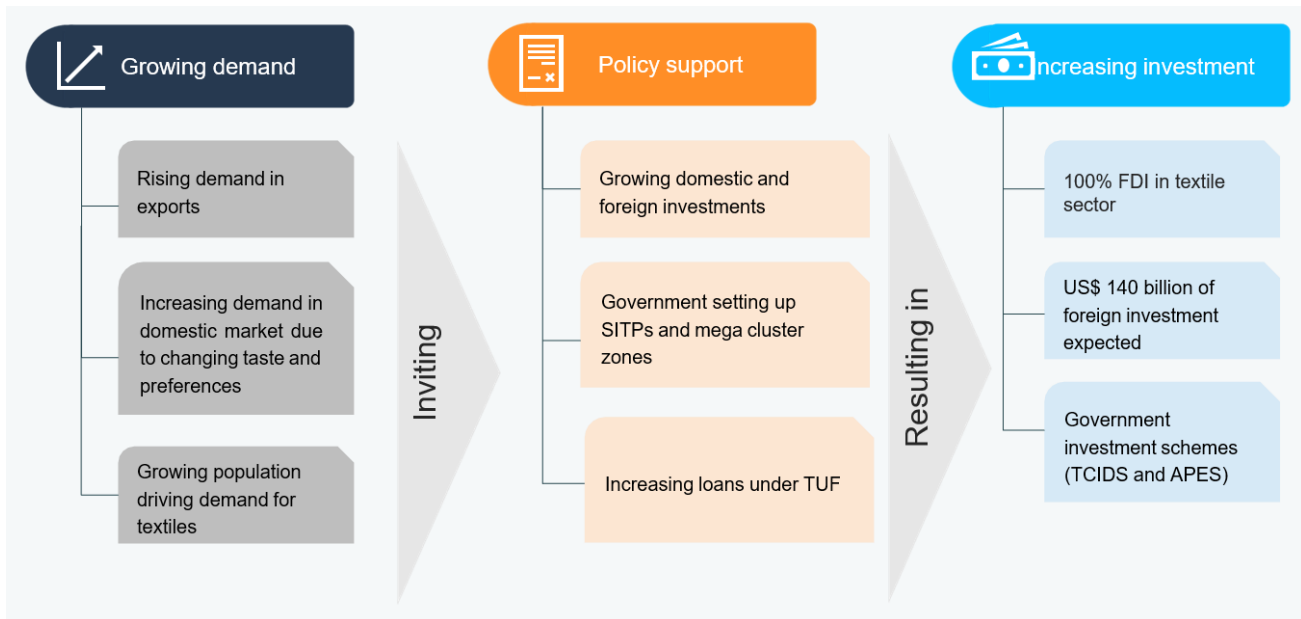 Growing demand
Rising demand in
exports
Increasing demand in
domestic market due
to changing taste and
preferences
Growing population
driving demand for
textiles
Inviting
Policy support
Growing domestic and
foreign investments
Government setting up
SITPs and mega cluster
zones
Increasing loans under TUF
Resulting in
Increasing investment
100% FDI in textile
sector
US$ 140 billion of
foreign investment
expected
Government
investment schemes
(TCIDS and APES)